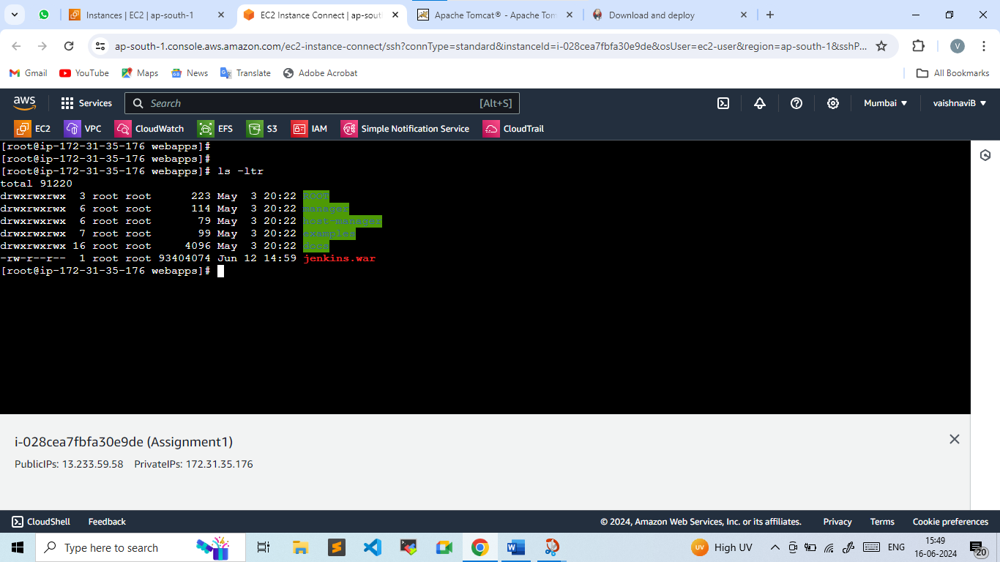 Instances | EC2 | ap-south-1
EC2 Instance Connect | ap-sout
Apache Tomcat® - Apache Tom
Download and deploy
ap-south-1.console.aws.amazon.com/ec2-instance-connect/ssh?connType=standard&instanceId=i-028cea7fbfa30e9de&osUser=ec2-user&region=ap-south-1&sshP...
V
Gmail
YouTube
Maps
News
Translate
Adobe Acrobat
All Bookmarks
aws
Services
Search
[Alt+S]
Mumbai
vaishnaviB
EC2
VPC
CloudWatch
EFS
S3
IAM
Simple Notification Service
CloudTrail
[root@ip-172-31-35-176 webapps]#
[root@ip-172-31-35-176 webapps]#
[root@ip-172-31-35-176 webapps]# ls -ltr
total 91220
drwxrwxrwx  3 root root      223 May  3 20:22 ROOT
drwxrwxrwx  6 root root      114 May  3 20:22 manager
drwxrwxrwx  6 root root       79 May  3 20:22 host-manager
drwxrwxrwx  7 root root       99 May  3 20:22 examples
drwxrwxrwx 16 root root     4096 May  3 20:22 docs
-rw-r--r--  1 root root 93404074 Jun 12 14:59 jenkins.war
[root@ip-172-31-35-176 webapps]#
i-028cea7fbfa30e9de (Assignment1)
PublicIPs: 13.233.59.58 PrivateIPs: 172.31.35.176
CloudShell
Feedback
© 2024, Amazon Web Services, Inc. or its affiliates.
Privacy
Terms
Cookie preferences
Type here to search
UV
High UV
ENG
15:49
16-06-2024
20